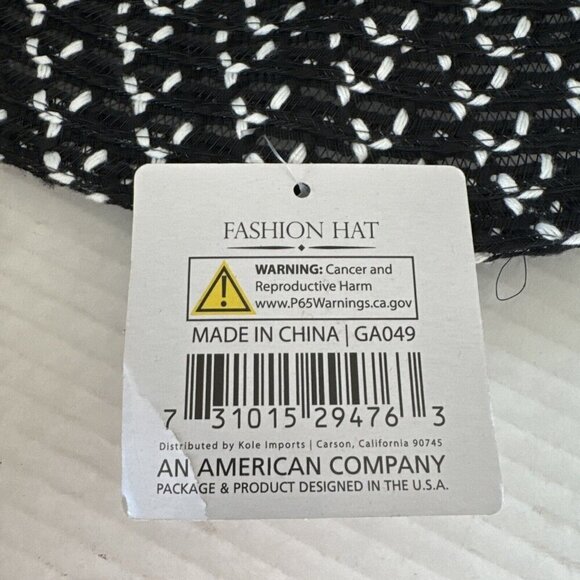 FASHION HAT
WARNING: Cancer and
Reproductive Harm
www.P65Warnings.ca.gov
MADE IN CHINA | GA049
7 31015 29476 3
Distributed by Kole Imports | Carson, California 90745
AN AMERICAN COMPANY
PACKAGE & PRODUCT DESIGNED IN THE U.S.A.